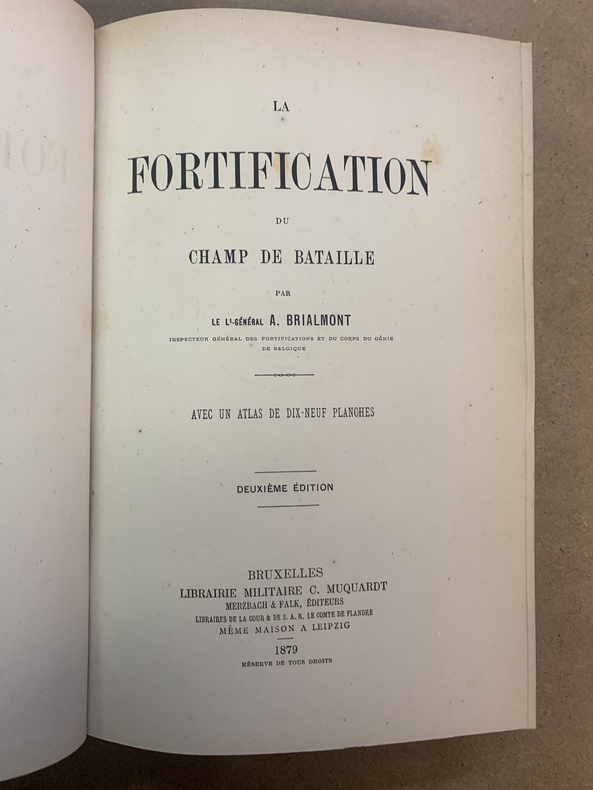 LA
FORTIFICATION
DU
CHAMP DE BATAILLE
PAR
LE Lt-GÉNÉRAL A. BRIALMONT
INSPECTEUR GÉNÉRAL DES FORTIFICATIONS ET DU CORPS DU GÉNIE
DE BELGIQUE
AVEC UN ATLAS DE DIX-NEUF PLANCHES
DEUXIÈME ÉDITION
BRUXELLES
LIBRAIRIE MILITAIRE C. MUQUARDT
MERZBACH & FALK, ÉDITEURS
LIBRAIRES DE LA COUR & DE S. A. R. LE COMTE DE FLANDRE
MÊME MAISON A LEIPZIG
1879
RÉSERVE DE TOUS DROITS